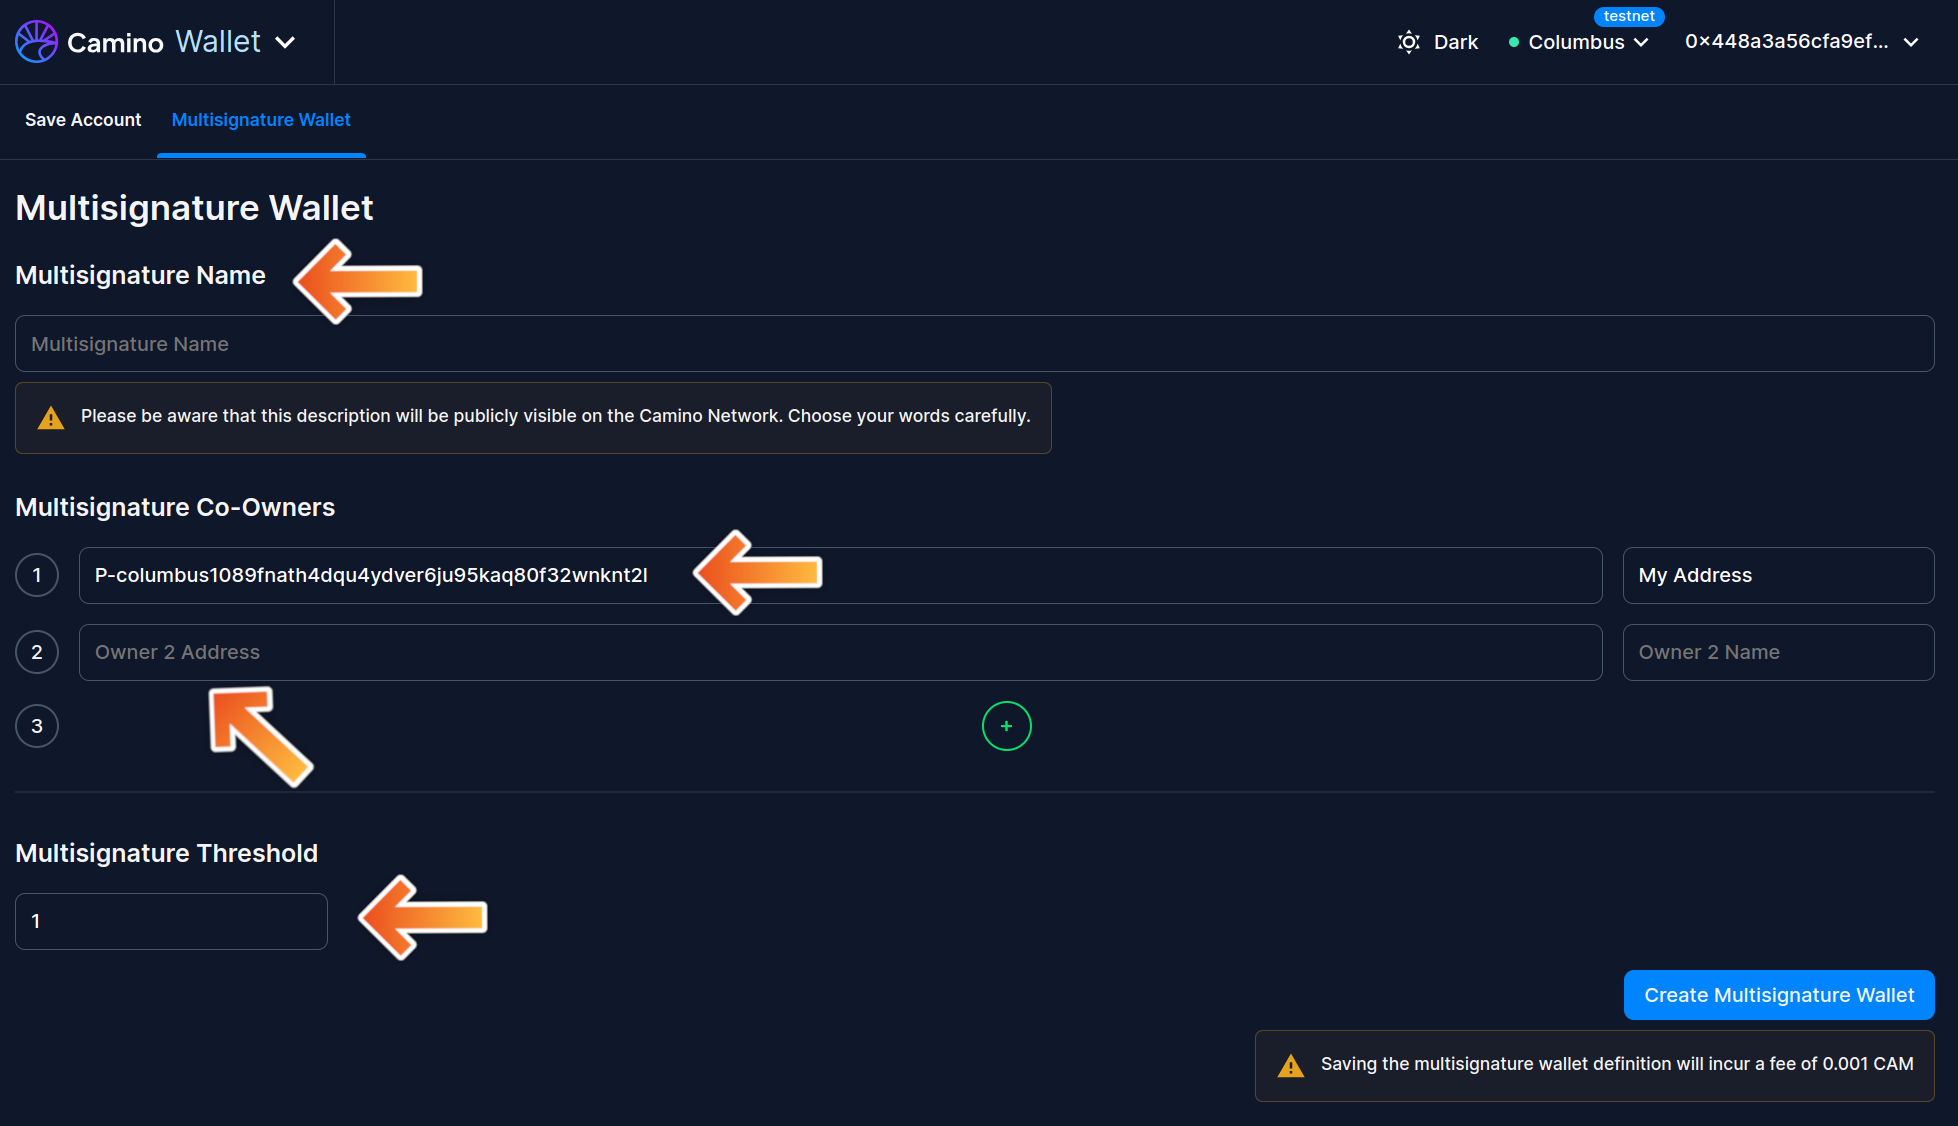 Camino Wallet
Dark
testnet
Columbus
0x448a3a56cfa9ef...
Save Account
Multisignature Wallet
Multisignature Wallet
Multisignature Name
Multisignature Name
Please be aware that this description will be publicly visible on the Camino Network. Choose your words carefully.
Multisignature Co-Owners
1
P-columbus1089fnath4dqu4ydver6ju95kaq80f32wnknt2l
My Address
2
Owner 2 Address
Owner 2 Name
3
+
Multisignature Threshold
1
Create Multisignature Wallet
Saving the multisignature wallet definition will incur a fee of 0.001 CAM